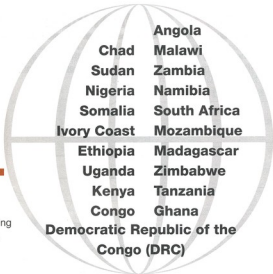 Angola
Chad Malawi
Sudan Zambia
Nigeria Namibia
Somalia South Africa
Ivory Coast Mozambique
Ethiopia Madagascar
Uganda Zimbabwe
Kenya Tanzania
Congo Ghana
ng
Democratic Republic of the
Congo (DRC)